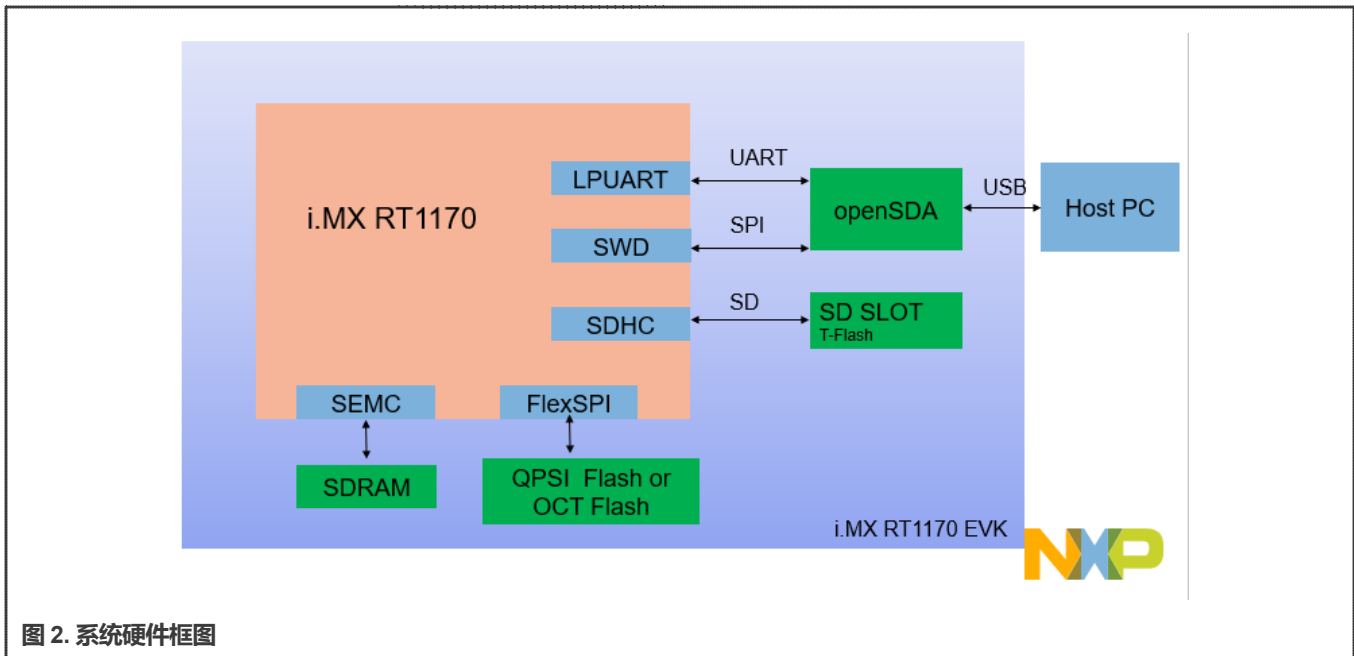 i.MX RT1170
LPUART
UART
openSDA
USB
Host PC
SWD
SPI
SDHC
SD
SD SLOT
T-Flash
SEMC
FlexSPI
SDRAM
QPSI Flash or
OCT Flash
i.MX RT1170 EVK
NXP
图 2. 系统硬件框图